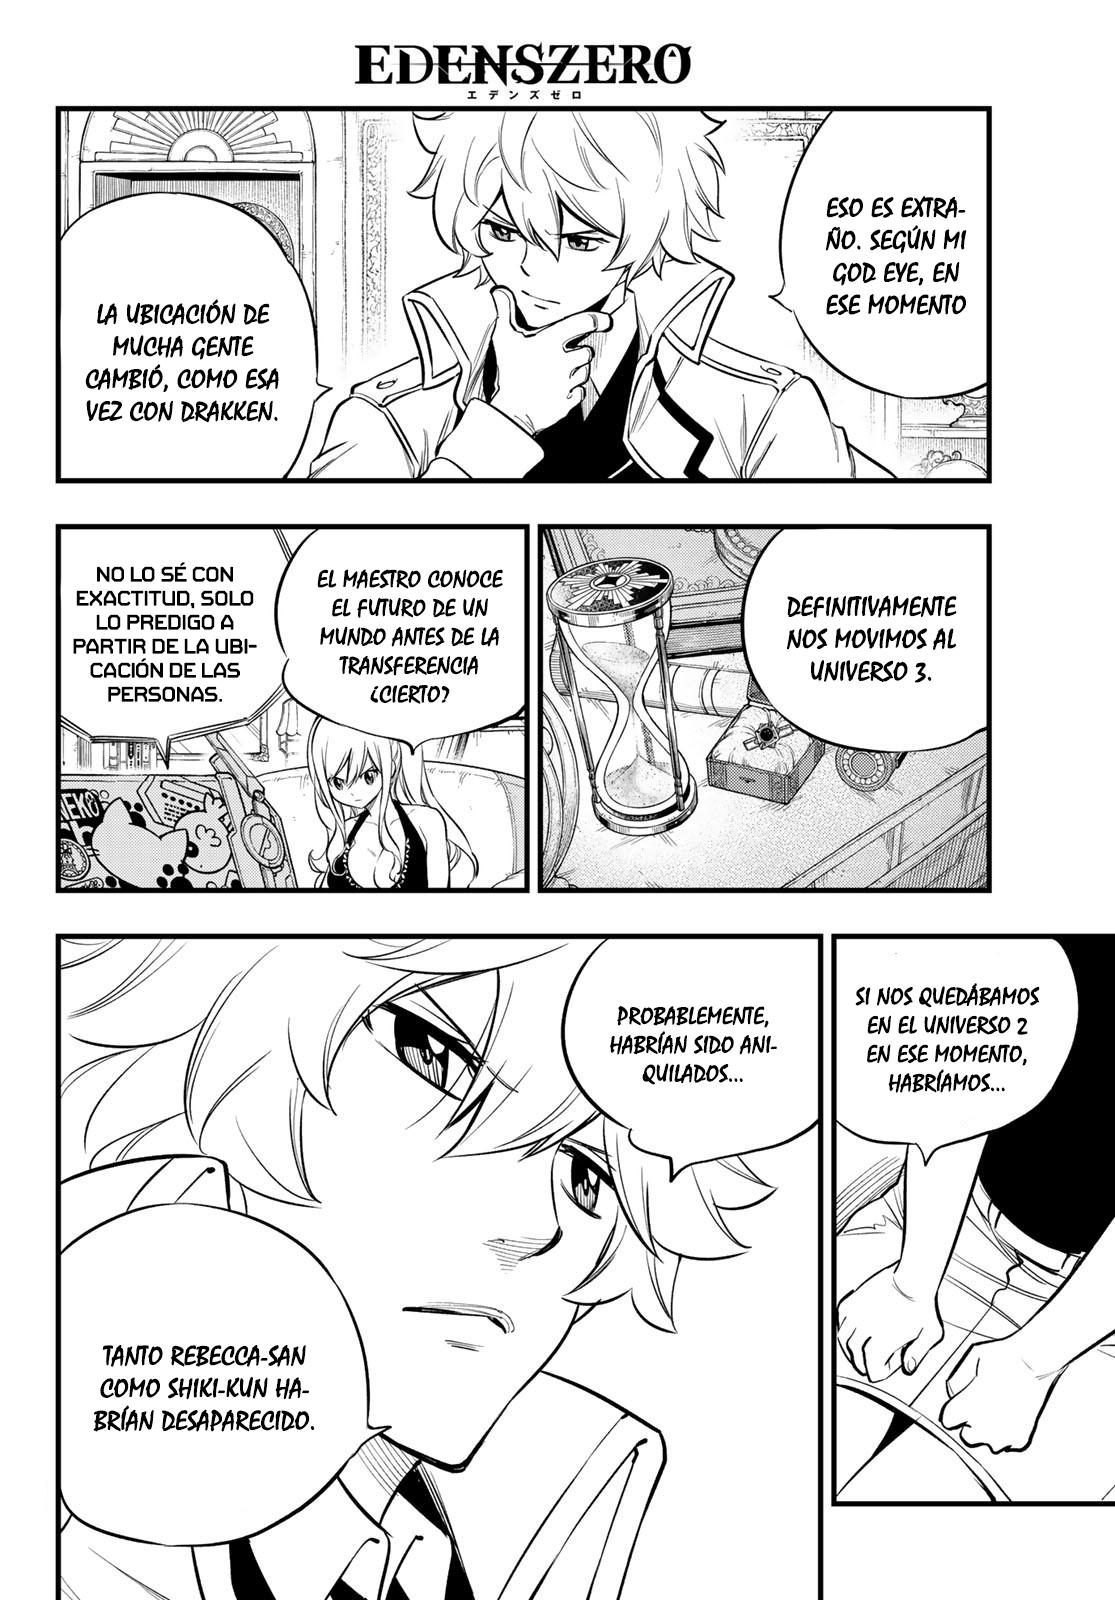 EDENSZERO
エデンズゼロ
ESO ES EXTRA-
ÑO. SEGÚN MI
GOD EYE, EN
ESE MOMENTO
LA UBICACIÓN DE
MUCHA GENTE
CAMBIÓ, COMO ESA
VEZ CON DRAKKEN.
DEFINITIVAMENTE
NOS MOVIMOS AL
UNIVERSO 3.
EL MAESTRO CONOCE
EL FUTURO DE UN
MUNDO ANTES DE LA
TRANSFERENCIA
¿CIERTO?
NO LO SÉ CON
EXACTITUD, SOLO
LO PREDIGO A
PARTIR DE LA UBI-
CACIÓN DE LAS
PERSONAS.
SI NOS QUEDÁBAMOS
EN EL UNIVERSO 2
EN ESE MOMENTO,
HABRÍAMOS...
PROBABLEMENTE,
HABRÍAN SIDO ANI-
QUILADOS...
TANTO REBECCA-SAN
COMO SHIKI-KUN HA-
BRÍAN DESAPARECIDO.